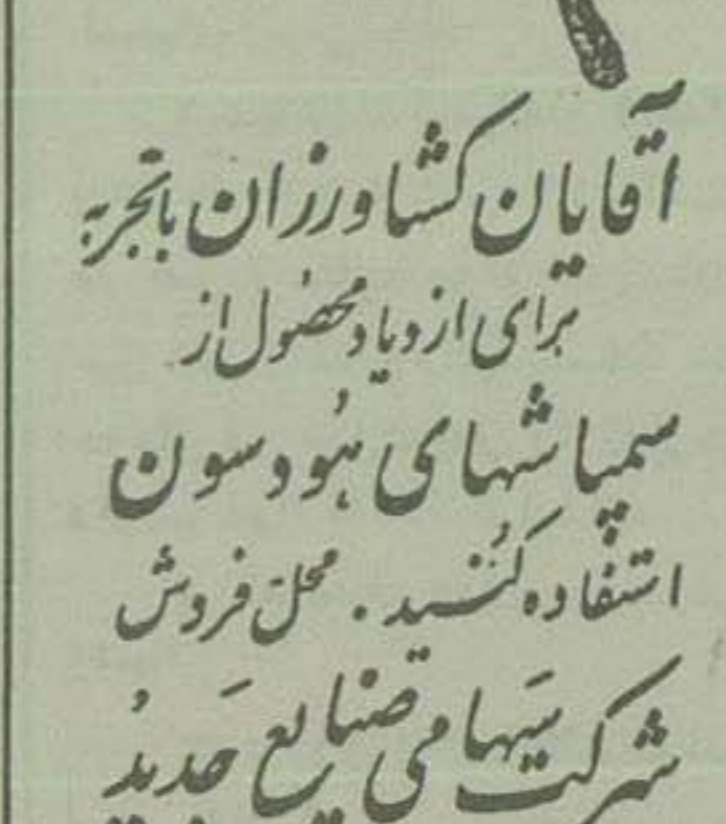 آقایان کشاورزان باتجربه
برای ازدیاد محصول از
سمپاشهای هودسون
استفاده کنید . محل فروش
شرکت سهامی صنایع جدید